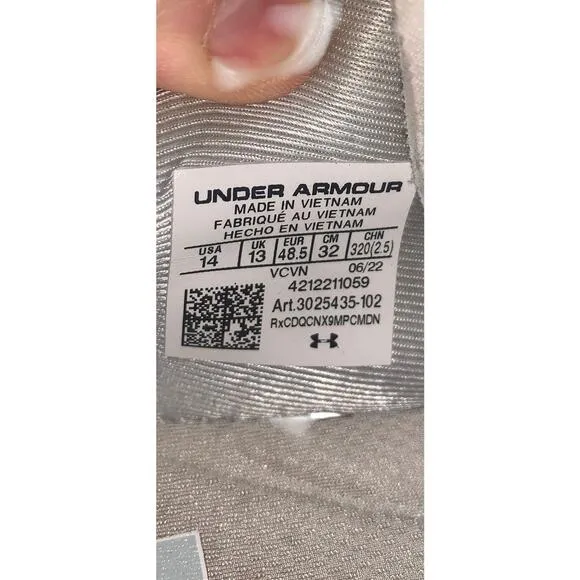 UNDER ARMOUR
MADE IN VIETNAM
FABRIQUÉ AU VIETNAM
HECHO EN VIETNAM
USA UK EUR CM CHN
14 13 48.5 32 320(2.5)
VCVN 06/22
4212211059
Art.3025435-102
RxCDQCNX9MPCMDN